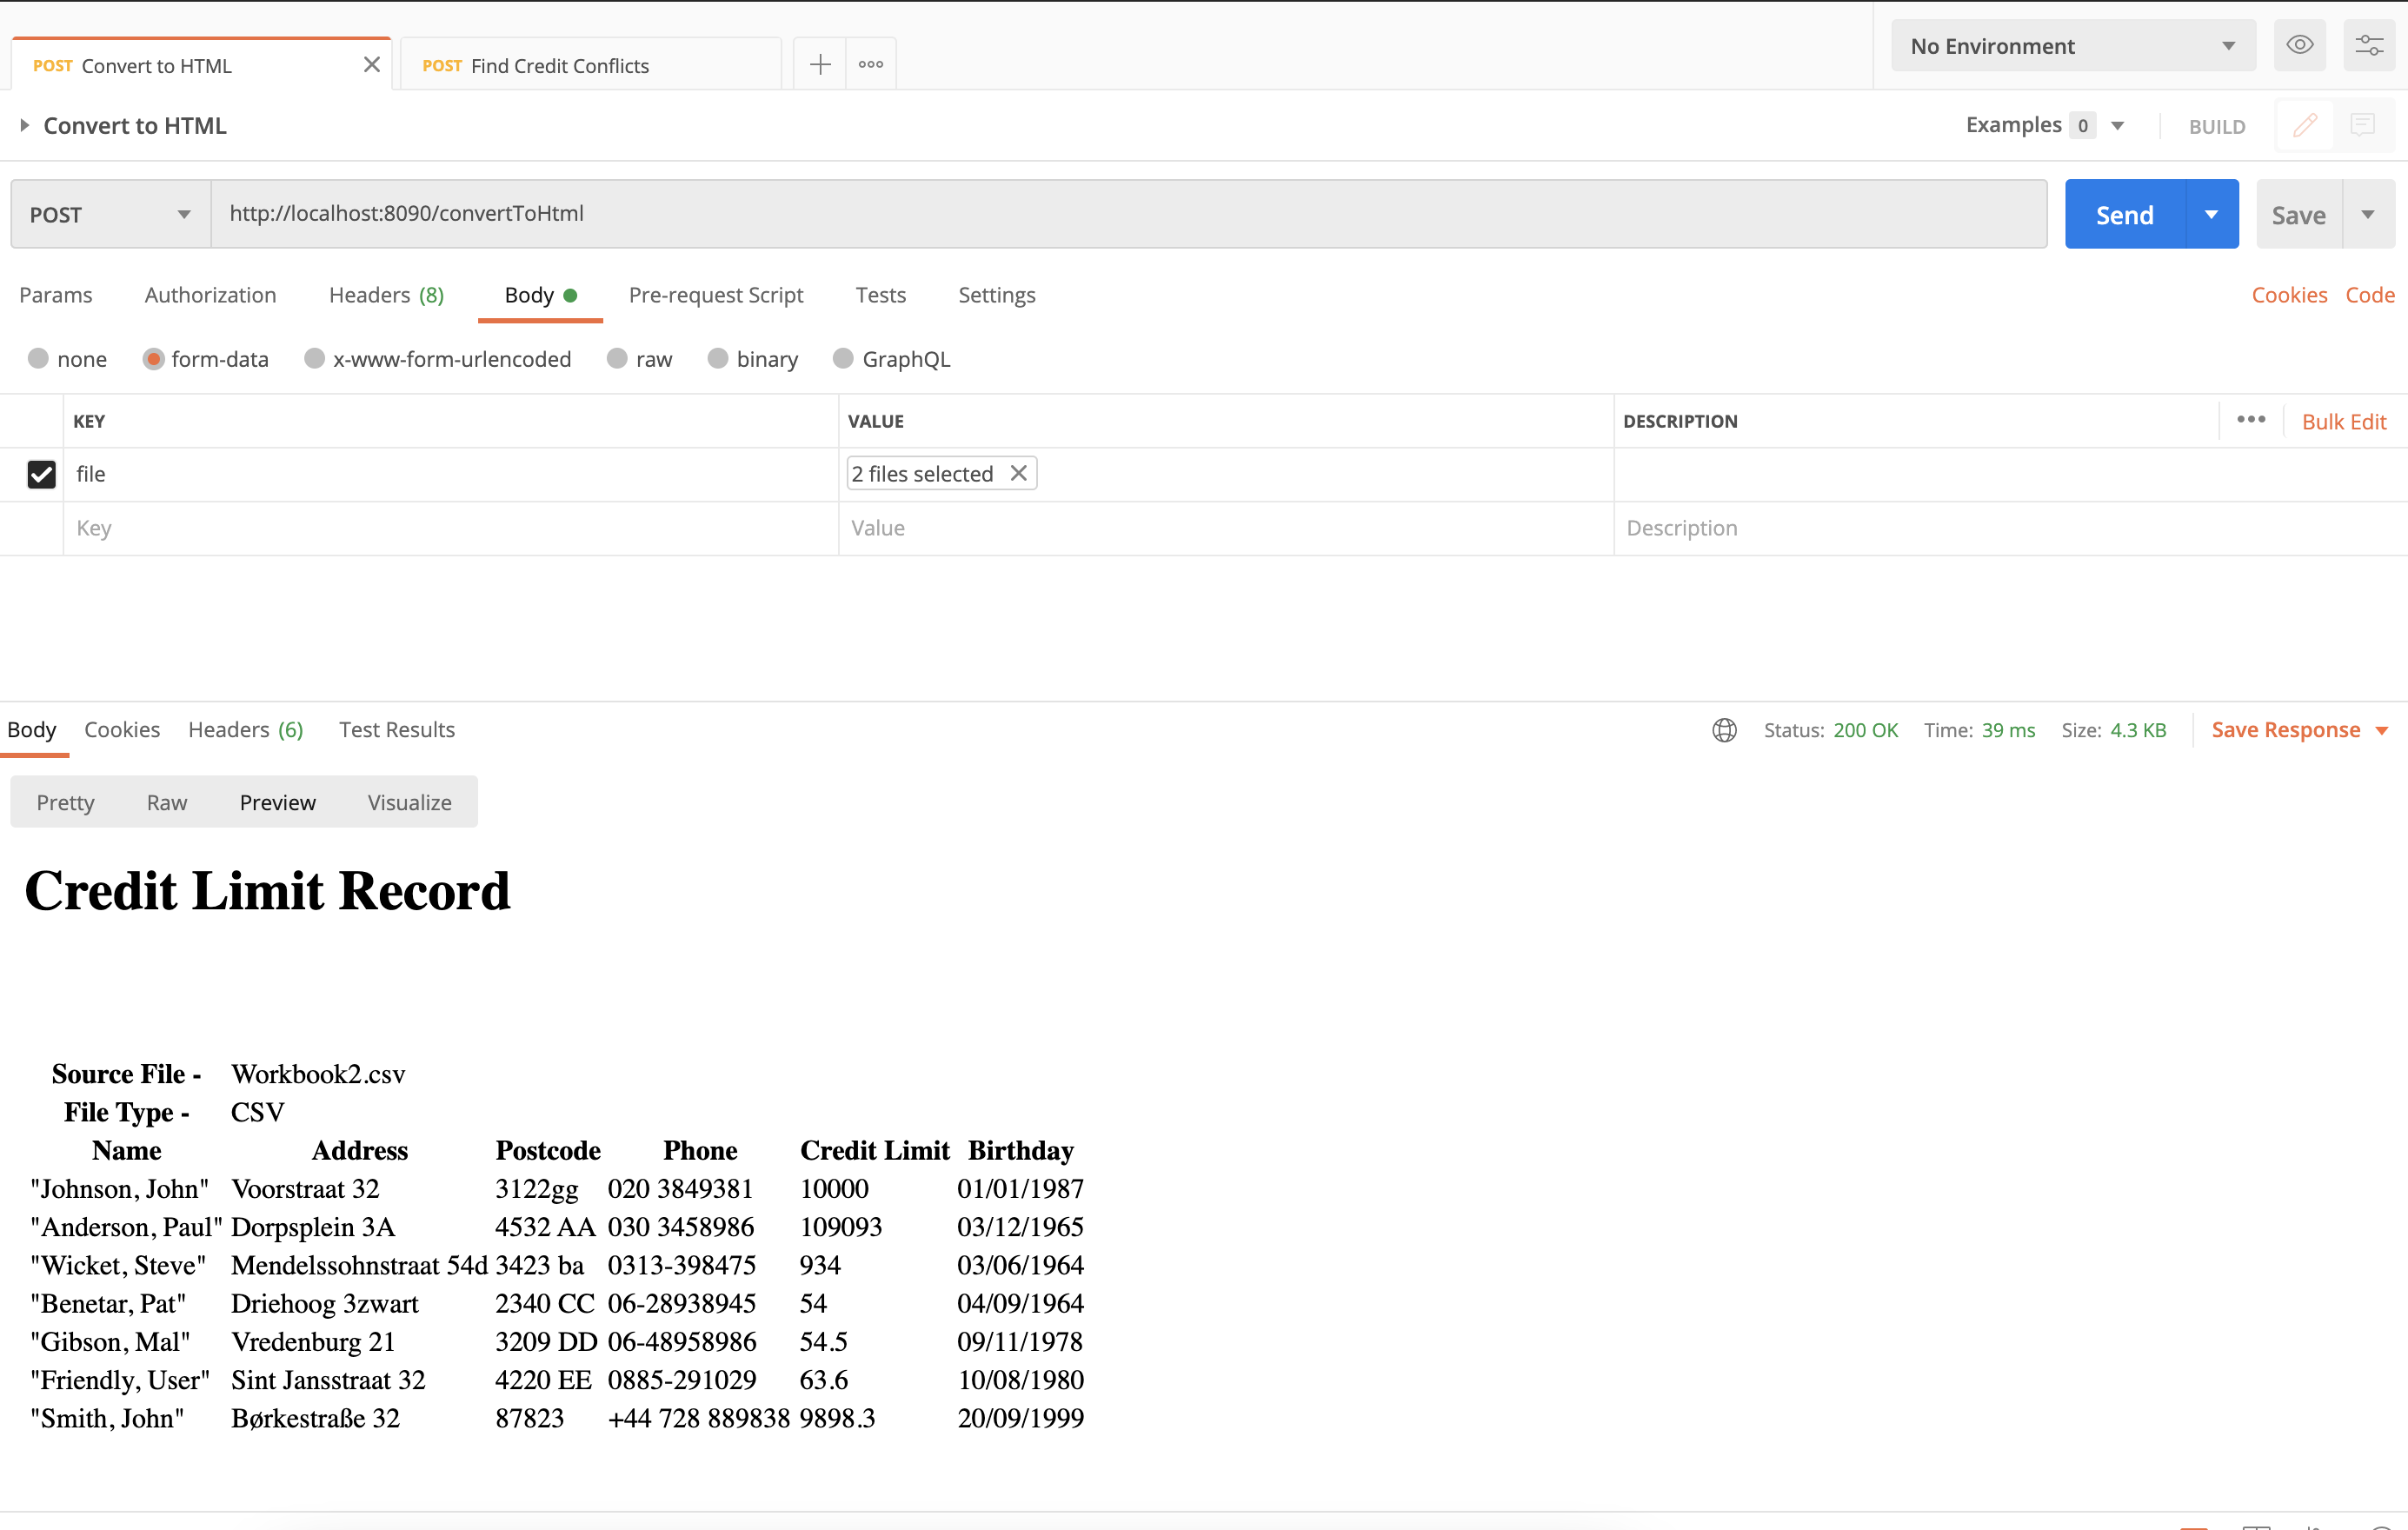 POST Convert to HTML
POST Find Credit Conflicts
No Environment
Convert to HTML
Examples 0
BUILD
POST
http://localhost:8090/convertToHtml
Send
Save
Params Authorization Headers (8) Body Pre-request Script Tests Settings Cookies Code
none form-data x-www-form-urlencoded raw binary GraphQL
KEY VALUE DESCRIPTION Bulk Edit
file 2 files selected
Key Value Description
Body Cookies Headers (6) Test Results Status: 200 OK Time: 39 ms Size: 4.3 KB Save Response
Pretty Raw Preview Visualize
Credit Limit Record
Source File - Workbook2.csv
File Type - CSV
Name Address Postcode Phone Credit Limit Birthday
"Johnson, John" Voorstraat 32 3122gg 020 3849381 10000 01/01/1987
"Anderson, Paul" Dorpsplein 3A 4532 AA 030 3458986 109093 03/12/1965
"Wicket, Steve" Mendelssohnstraat 54d 3423 ba 0313-398475 934 03/06/1964
"Benetar, Pat" Driehoog 3zwart 2340 CC 06-28938945 54 04/09/1964
"Gibson, Mal" Vredenburg 21 3209 DD 06-48958986 54.5 09/11/1978
"Friendly, User" Sint Jansstraat 32 4220 EE 0885-291029 63.6 10/08/1980
"Smith, John" Børkestraße 32 87823 +44 728 889838 9898.3 20/09/1999